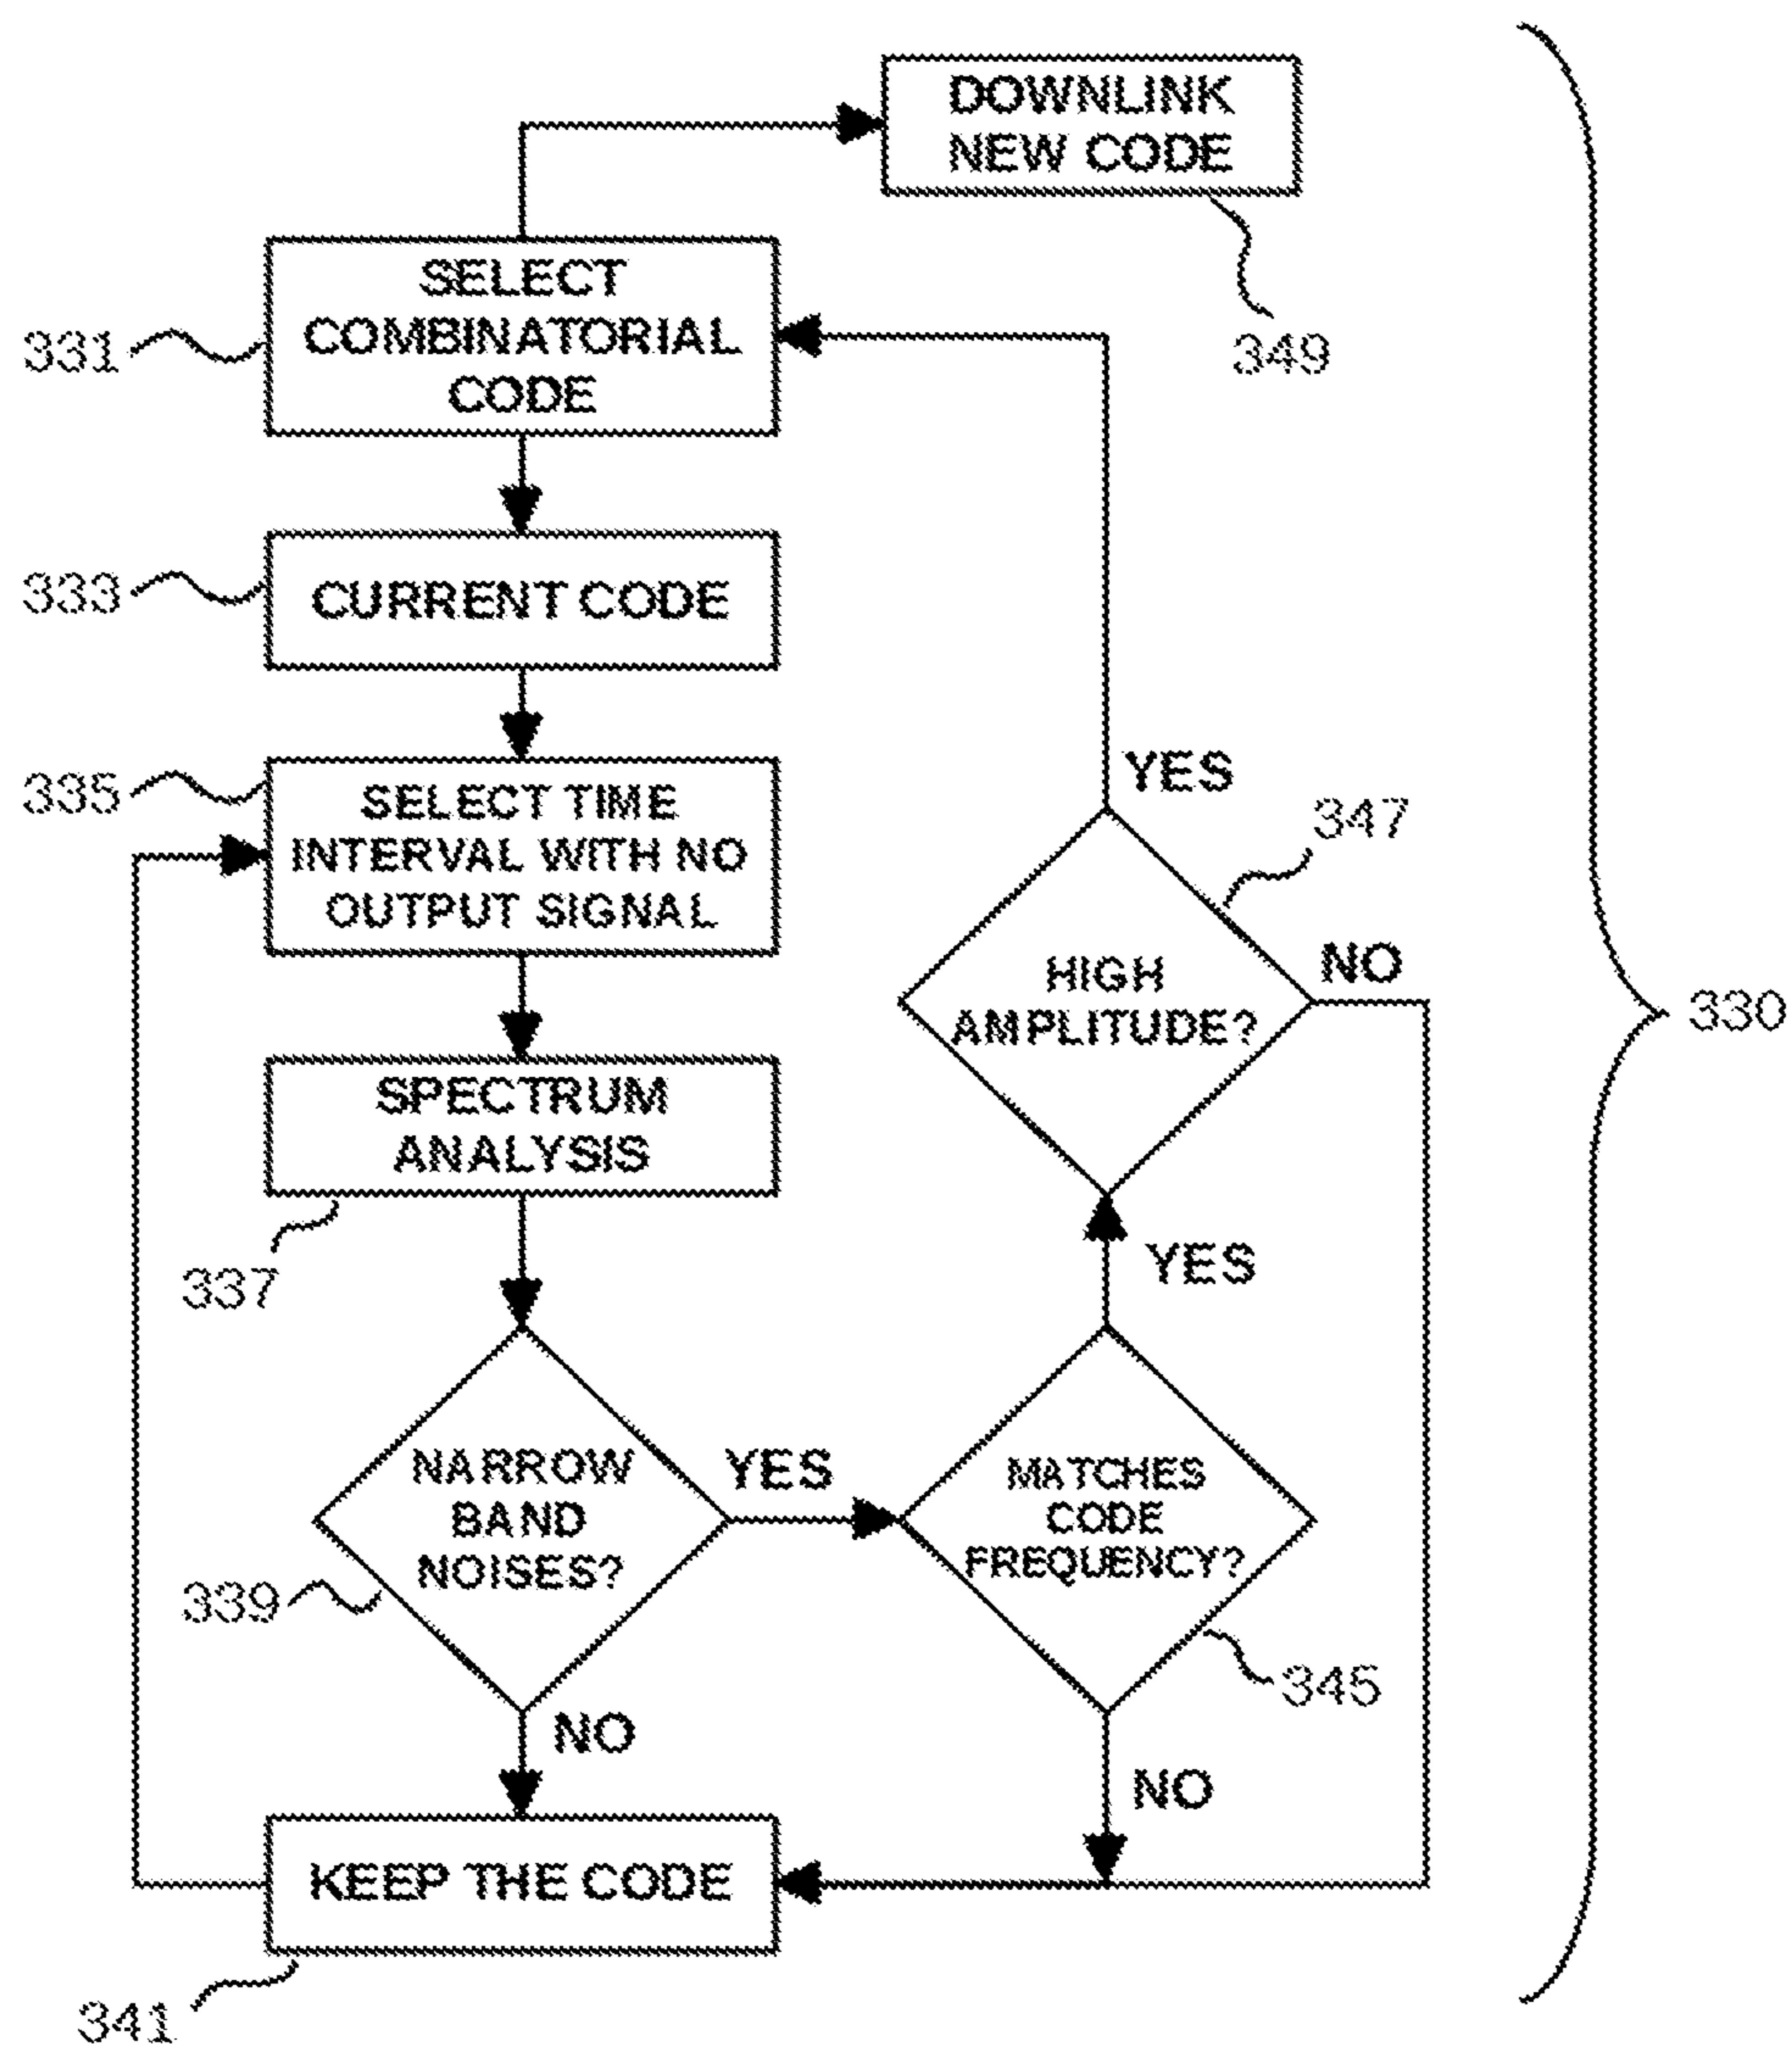 DOWNLINK
NEW CODE
349
SELECT
COMBINATORIAL
CODE
331
CURRENT CODE
333
SELECT TIME
INTERVAL WITH NO
OUTPUT SIGNAL
335
SPECTRUM
ANALYSIS
337
NARROW
BAND
NOISES?
339
YES
NO
MATCHES
CODE
FREQUENCY?
345
YES
NO
HIGH
AMPLITUDE?
347
YES
NO
KEEP THE CODE
341
330